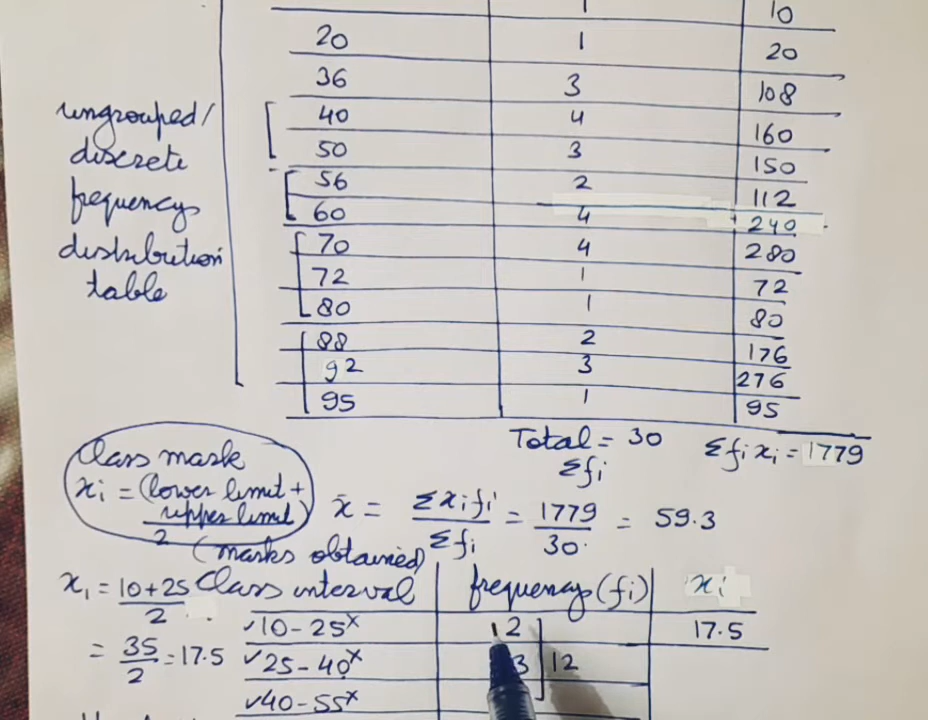 1 10
20 1 20
36 3 108
40 4 160
50 3 150
56 2 112
60 4 240
70 4 280
72 1 72
80 1 80
88 2 176
92 3 276
95 1 95
ungrouped/
discrete
frequency
distribution
table
Total = 30
Σfi
Σfixi = 1779
Class mark
xi = (lower limit +
upper limit)
2
x̄ = Σxifi / Σfi = 1779 / 30. = 59.3
(marks obtained)
Class interval frequency (fi) xi
x1 = 10+25 / 2
= 35 / 2 = 17.5
✓10-25x 2 17.5
✓25-40x 3 12
✓40-55x